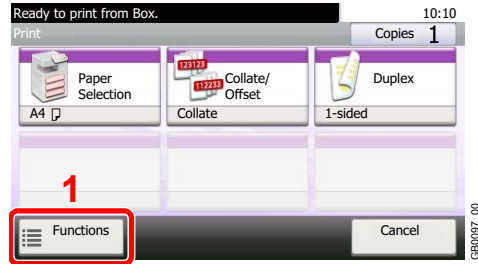 Ready to print from Box.
10:10
Print
Copies 1
123123
112233
Paper
Selection
Collate/
Offset
Duplex
A4
Collate
1-sided
1
Functions
Cancel
GB0097_00